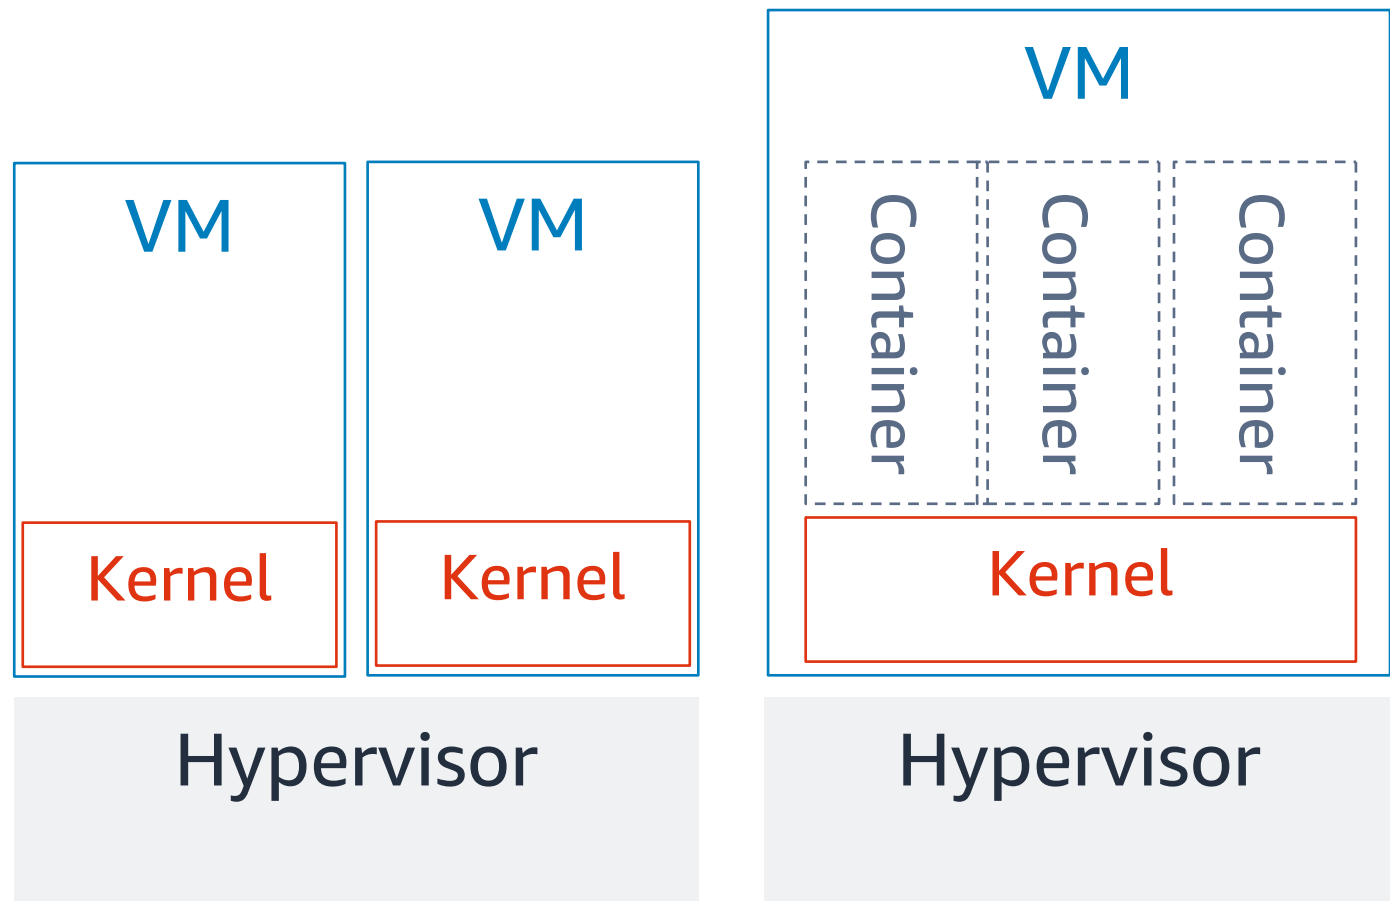 VM
VM
Kernel
Kernel
Hypervisor
VM
Container
Container
Container
Kernel
Hypervisor